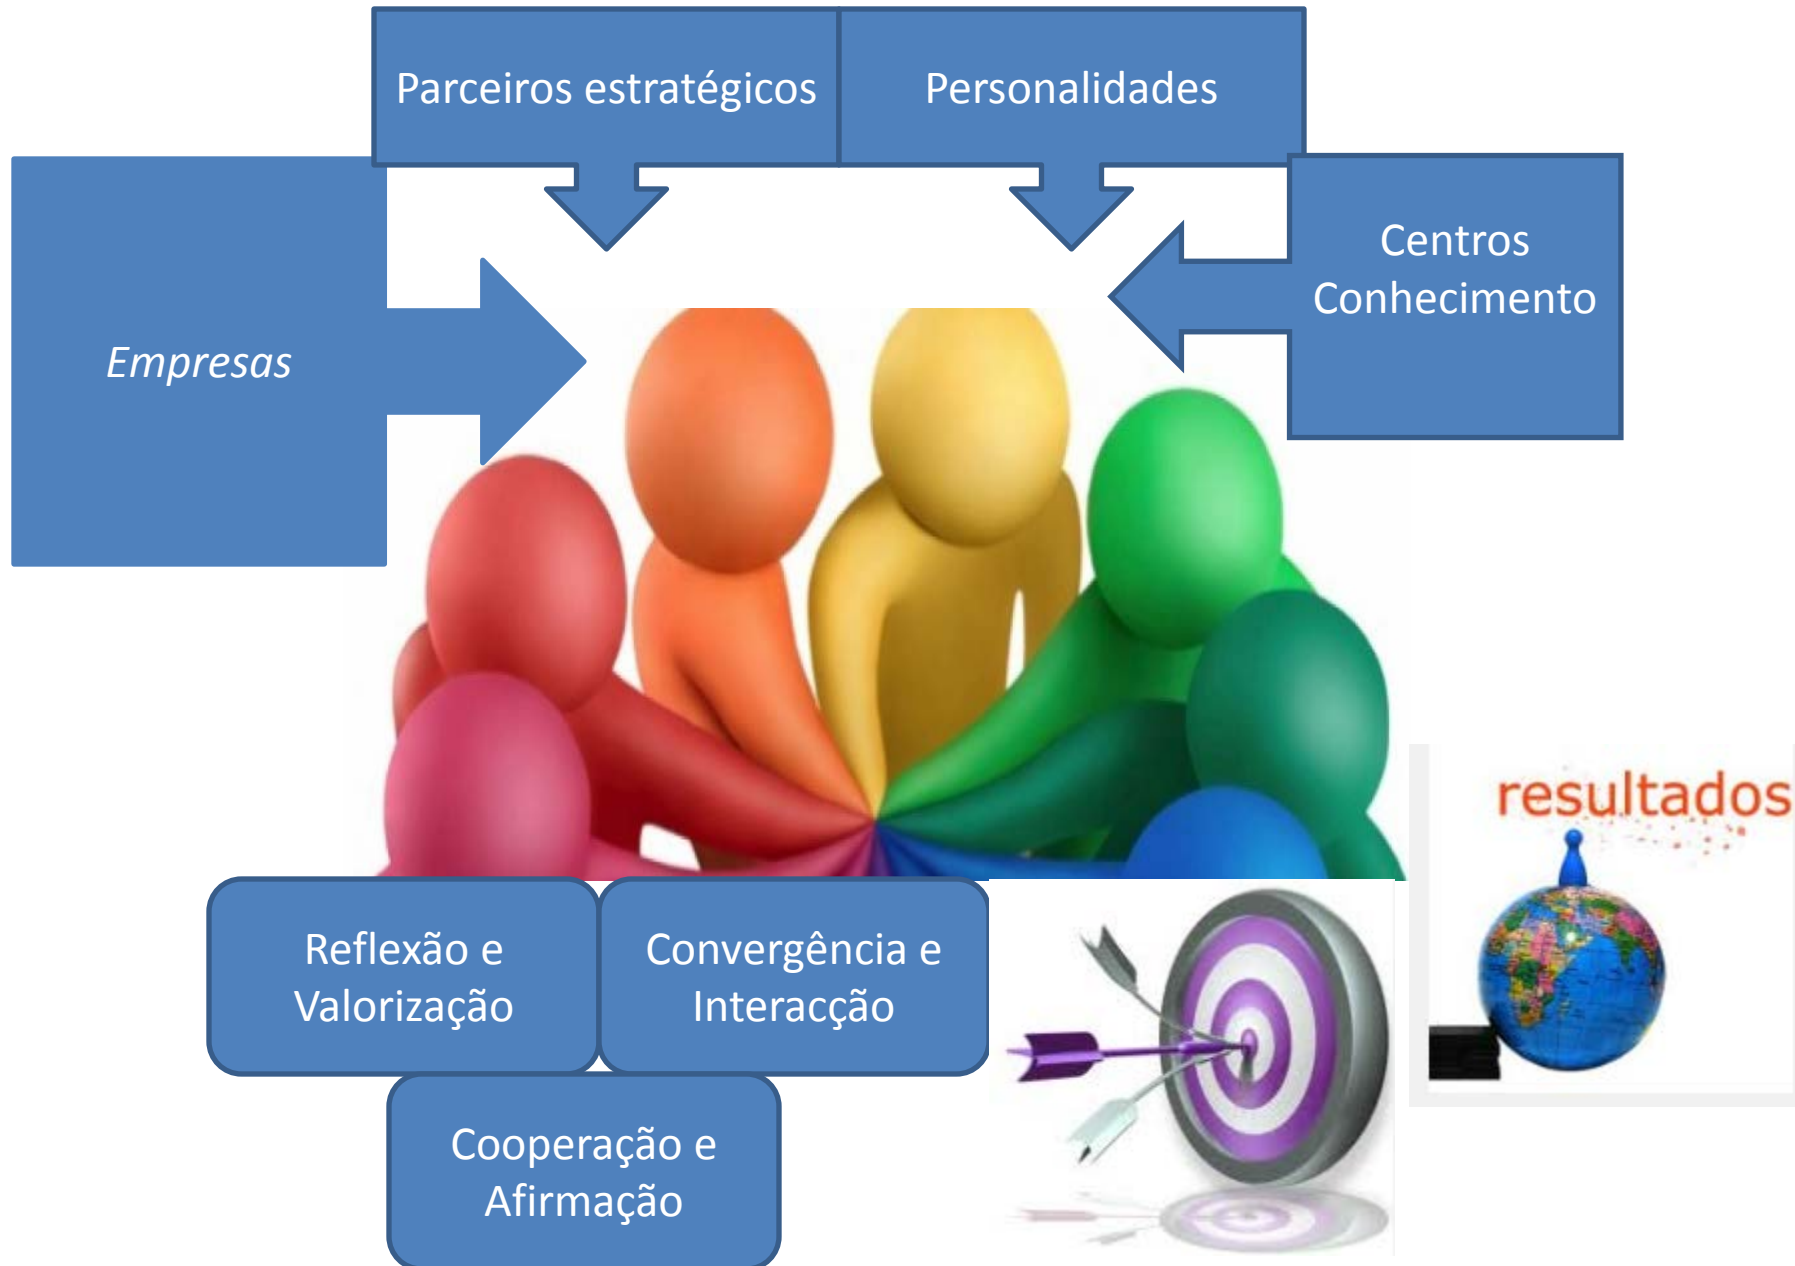 Parceiros estratégicos
Personalidades
Centros
Conhecimento
Empresas
resultados
Reflexão e
Valorização
Convergência e
Interacção
Cooperação e
Afirmação